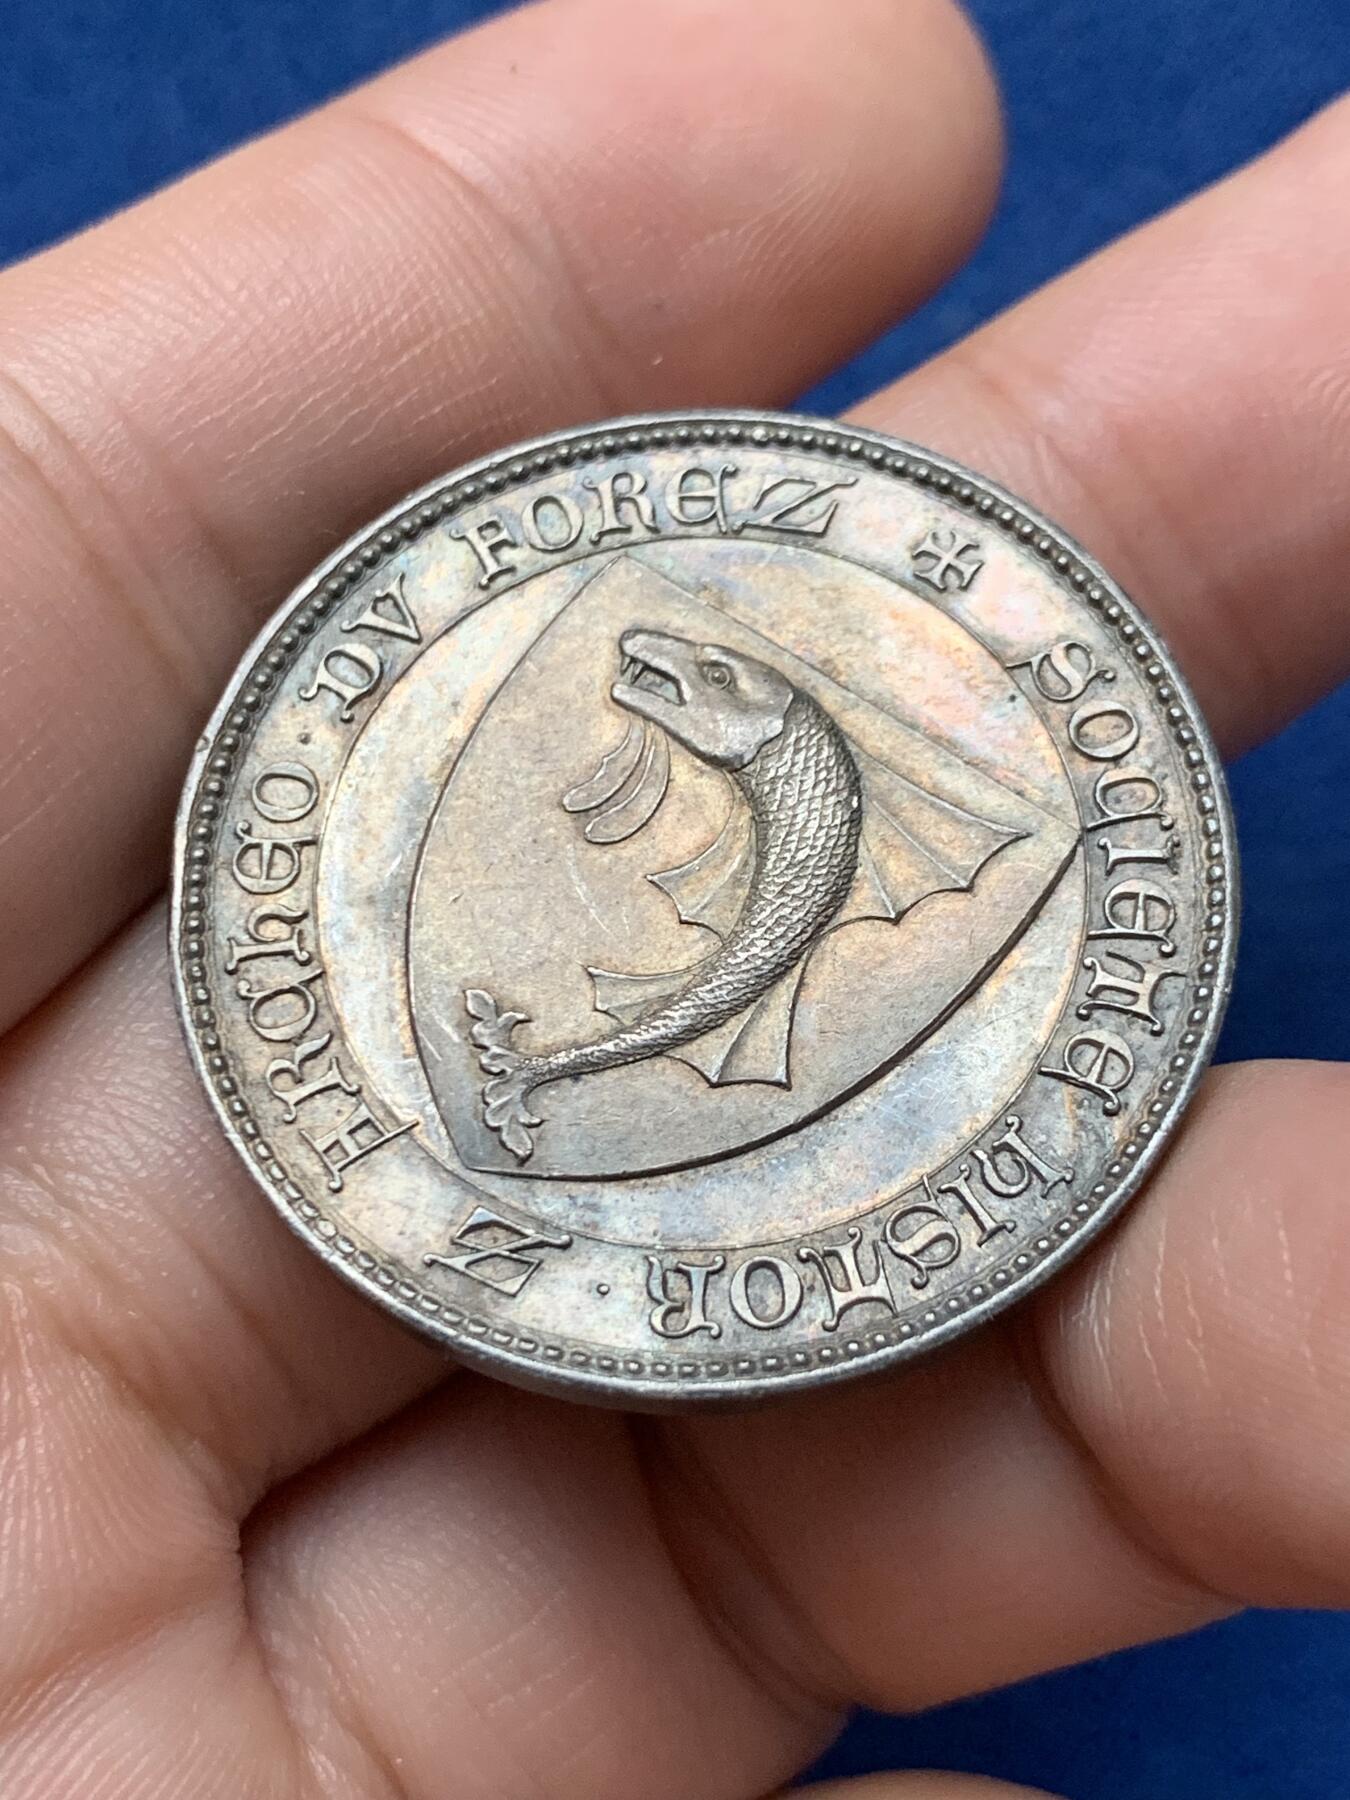 ✠ SOCIETE HISTOR · Z ARCHEO · DV FOREZ